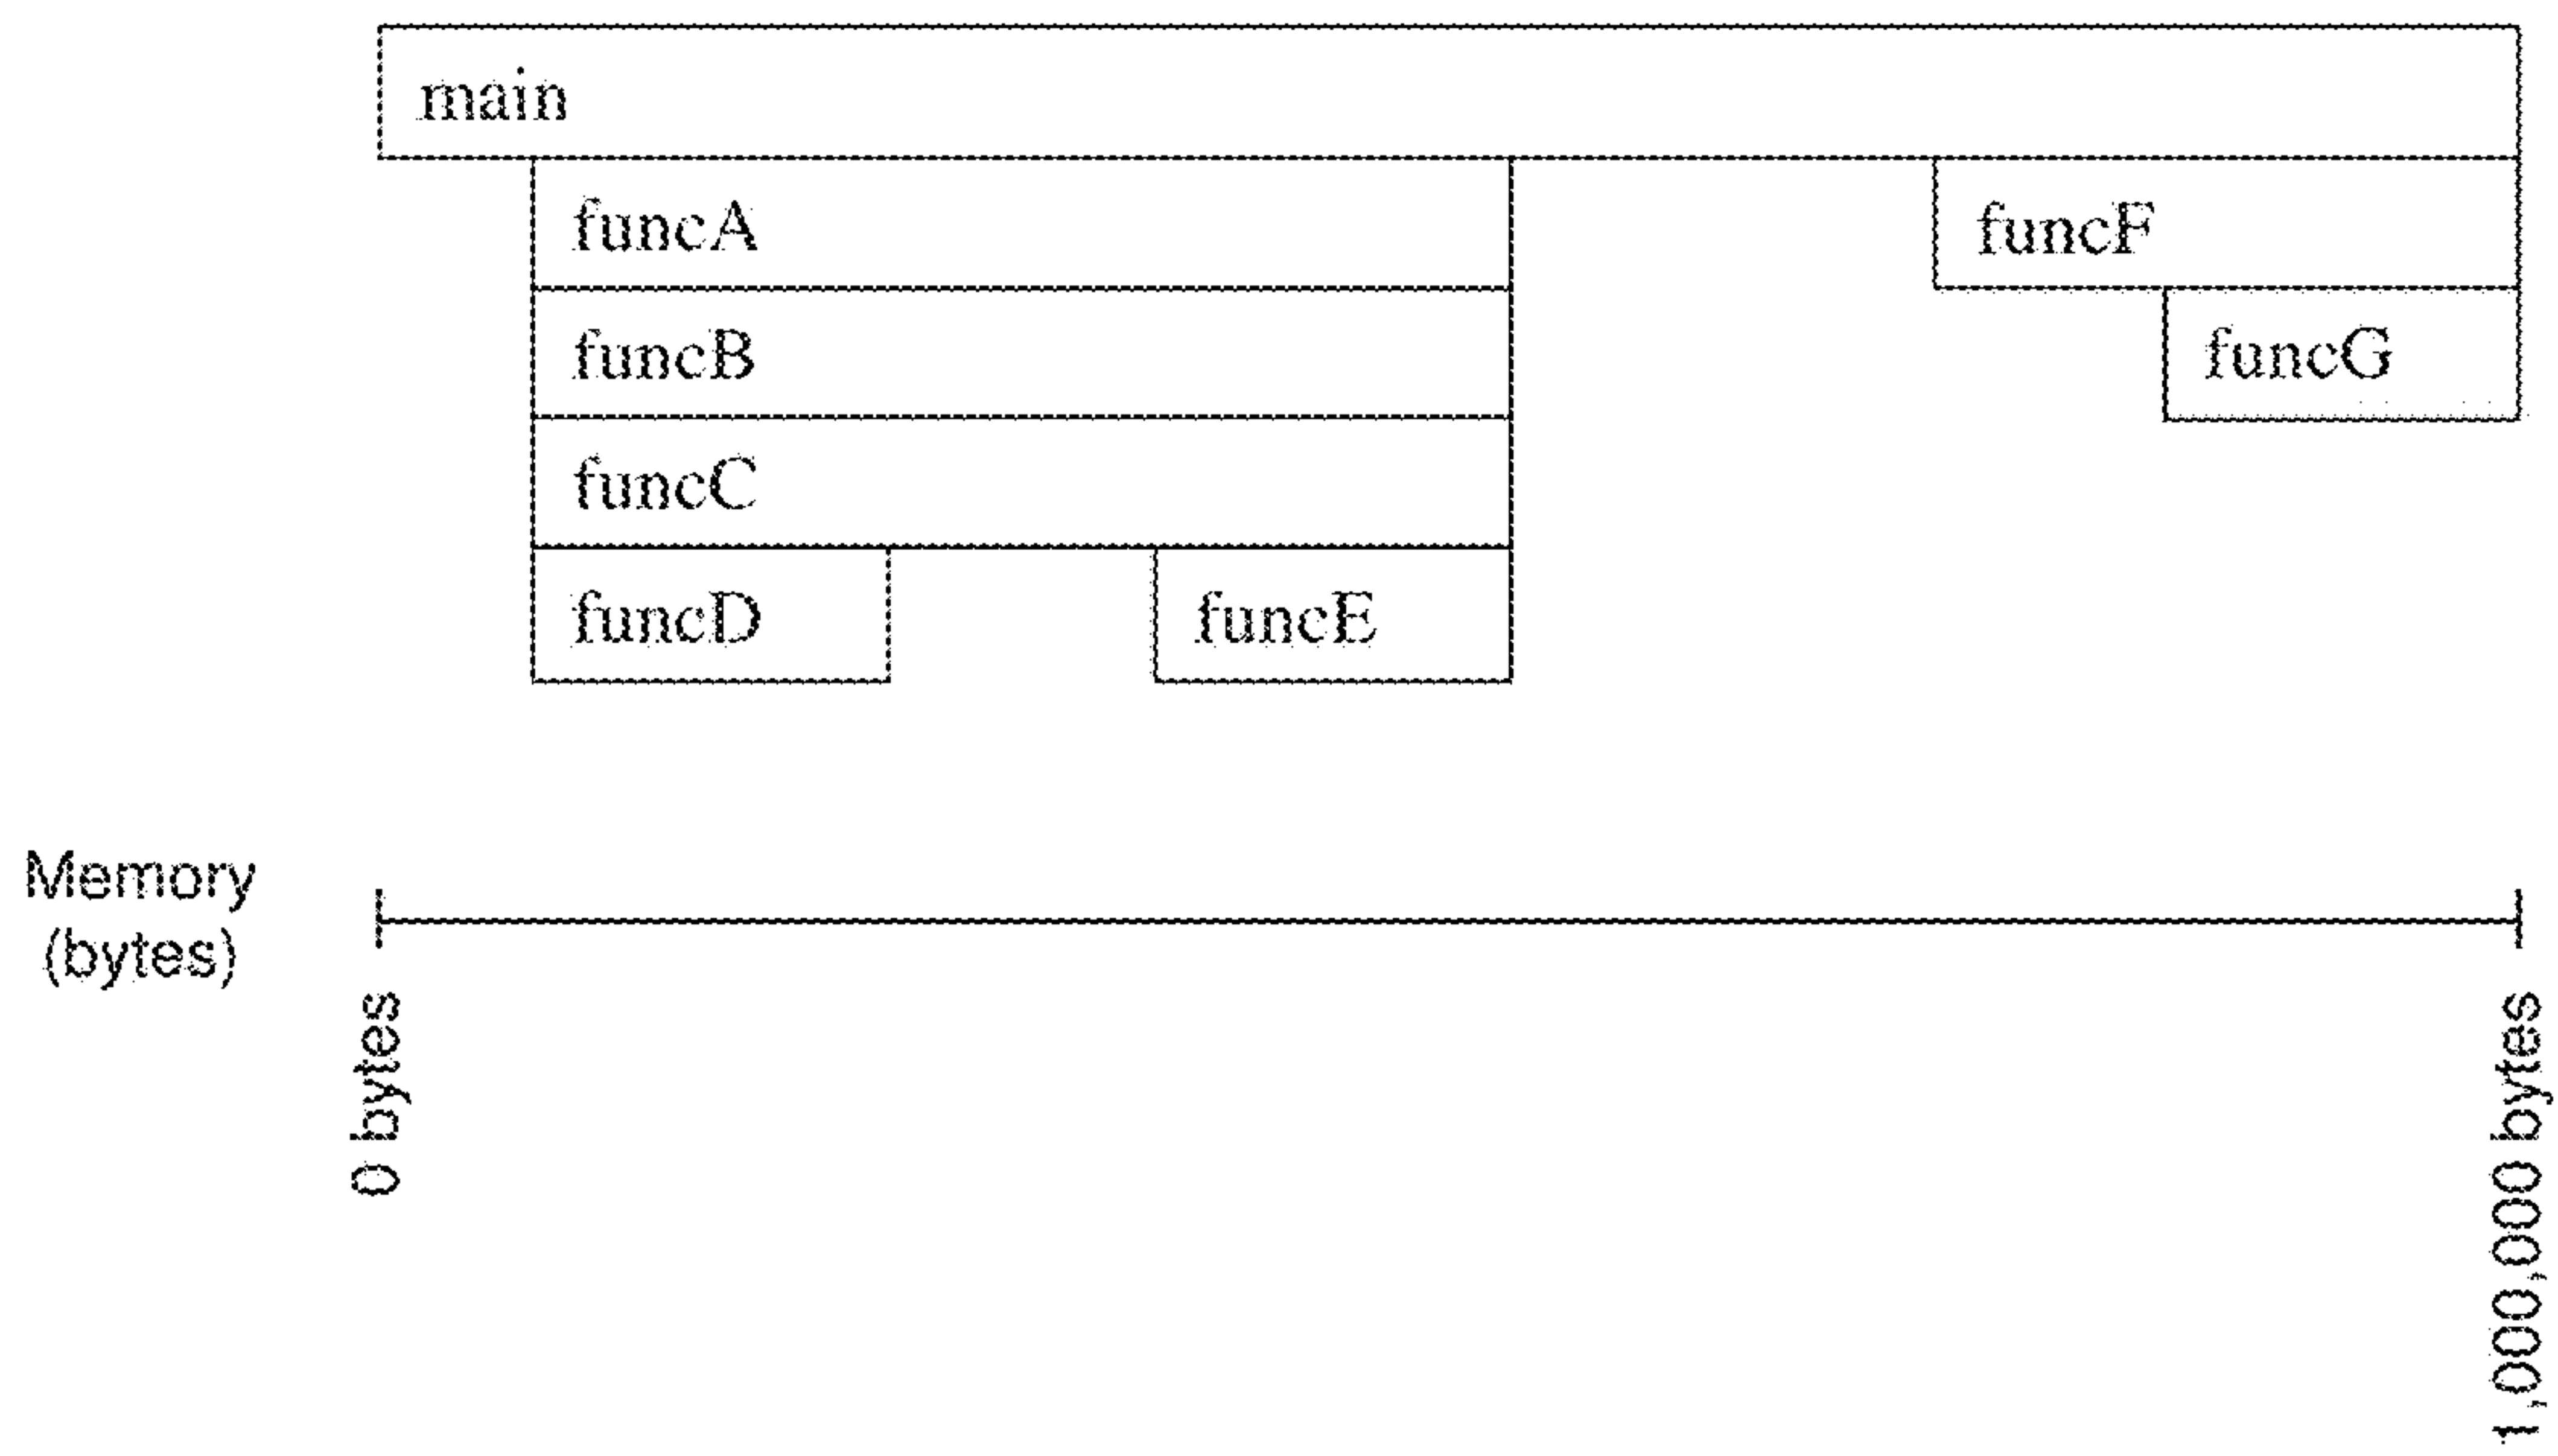 main
funcA
funcF
funcB
funcG
funcC
funcD
funcE
Memory
(bytes)
0 bytes
1,000,000 bytes